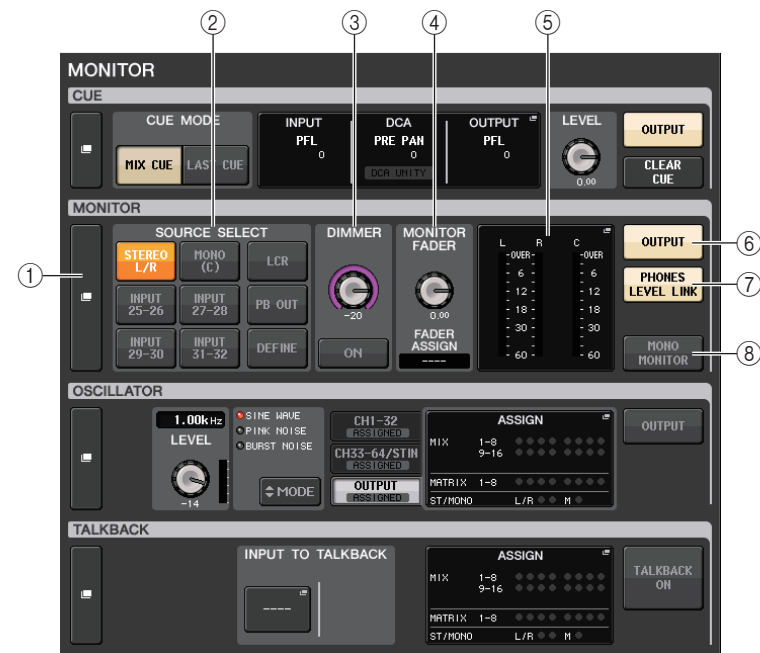 ② ③ ④ ⑤
MONITOR
CUE
CUE MODE
MIX CUE
LAST CUE
INPUT
PFL
0
DCA
PRE PAN
0
DCA UNITY
OUTPUT
PFL
0
LEVEL
0.00
OUTPUT
CLEAR
CUE
MONITOR
①
SOURCE SELECT
STEREO
L/R
MONO
(C)
LCR
INPUT
25-26
INPUT
27-28
PB OUT
INPUT
29-30
INPUT
31-32
DEFINE
DIMMER
-20
ON
MONITOR
FADER
0.00
FADER
ASSIGN
----
L R C
-OVER- -OVER
6 6
12 12
18 18
30 30
60 60
OUTPUT
⑥
PHONES
LEVEL LINK
⑦
MONO
MONITOR
⑧
OSCILLATOR
1.00kHz
LEVEL
-14
SINE WAVE
PINK NOISE
BURST NOISE
MODE
CH1-32
ASSIGNED
CH33-64/STIN
ASSIGNED
OUTPUT
ASSIGNED
ASSIGN
MIX 1-8
9-16
MATRIX 1-8
ST/MONO L/R M
OUTPUT
TALKBACK
INPUT TO TALKBACK
----
ASSIGN
MIX 1-8
9-16
MATRIX 1-8
ST/MONO L/R M
TALKBACK
ON